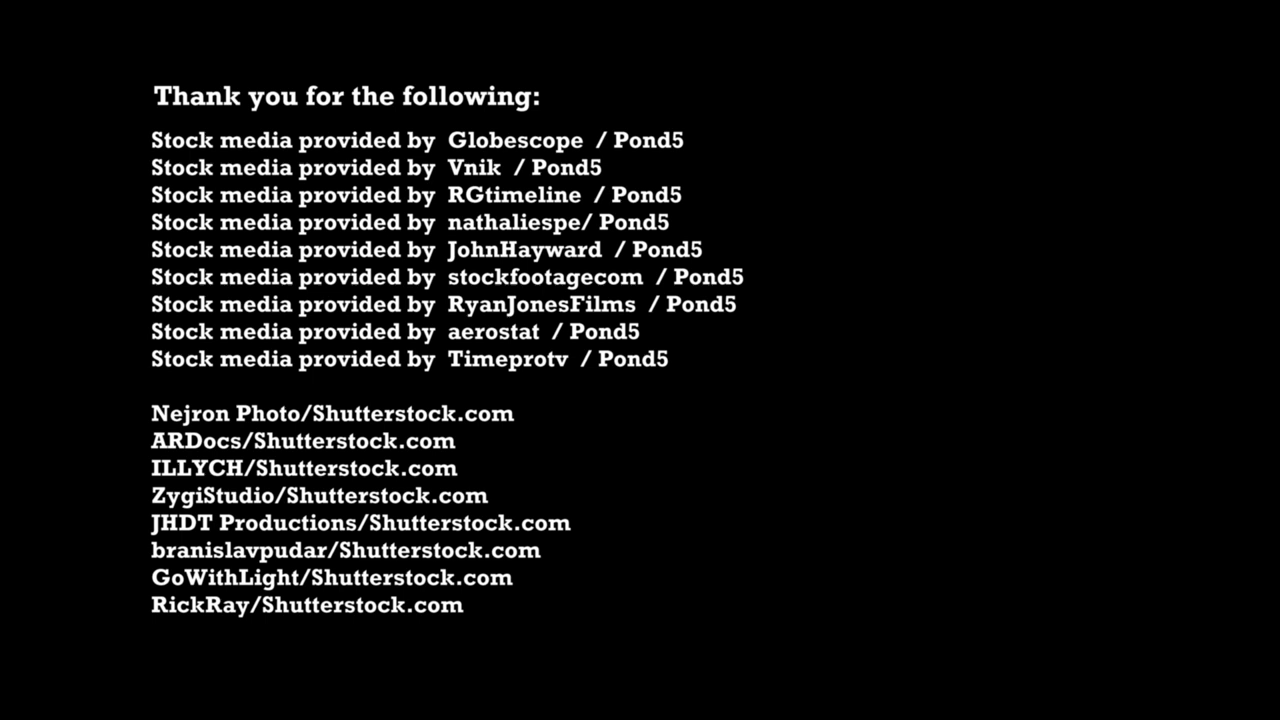 Thank you for the following:
Stock media provided by Globescope / Pond5
Stock media provided by Vnik / Pond5
Stock media provided by RGtimeline / Pond5
Stock media provided by nathaliespe/ Pond5
Stock media provided by JohnHayward / Pond5
Stock media provided by stockfootagecom / Pond5
Stock media provided by RyanJonesFilms / Pond5
Stock media provided by aerostat / Pond5
Stock media provided by Timeprotv / Pond5
Nejron Photo/Shutterstock.com
ARDocs/Shutterstock.com
ILLYCH/Shutterstock.com
ZygiStudio/Shutterstock.com
JHDT Productions/Shutterstock.com
branislavpudar/Shutterstock.com
GoWithLight/Shutterstock.com
RickRay/Shutterstock.com